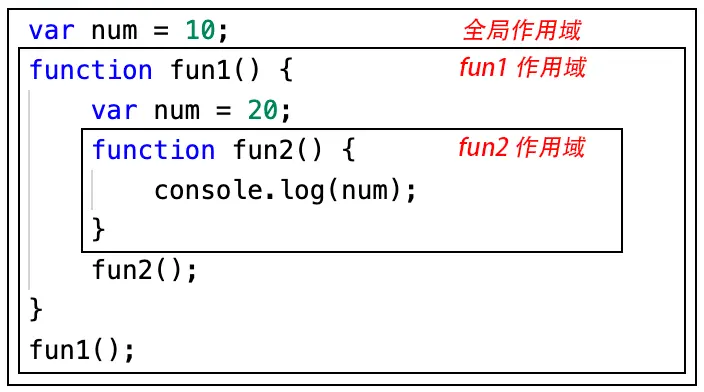 var num = 10; 全局作用域
function fun1() { fun1 作用域
var num = 20;
function fun2() { fun2 作用域
console.log(num);
}
fun2();
}
fun1();